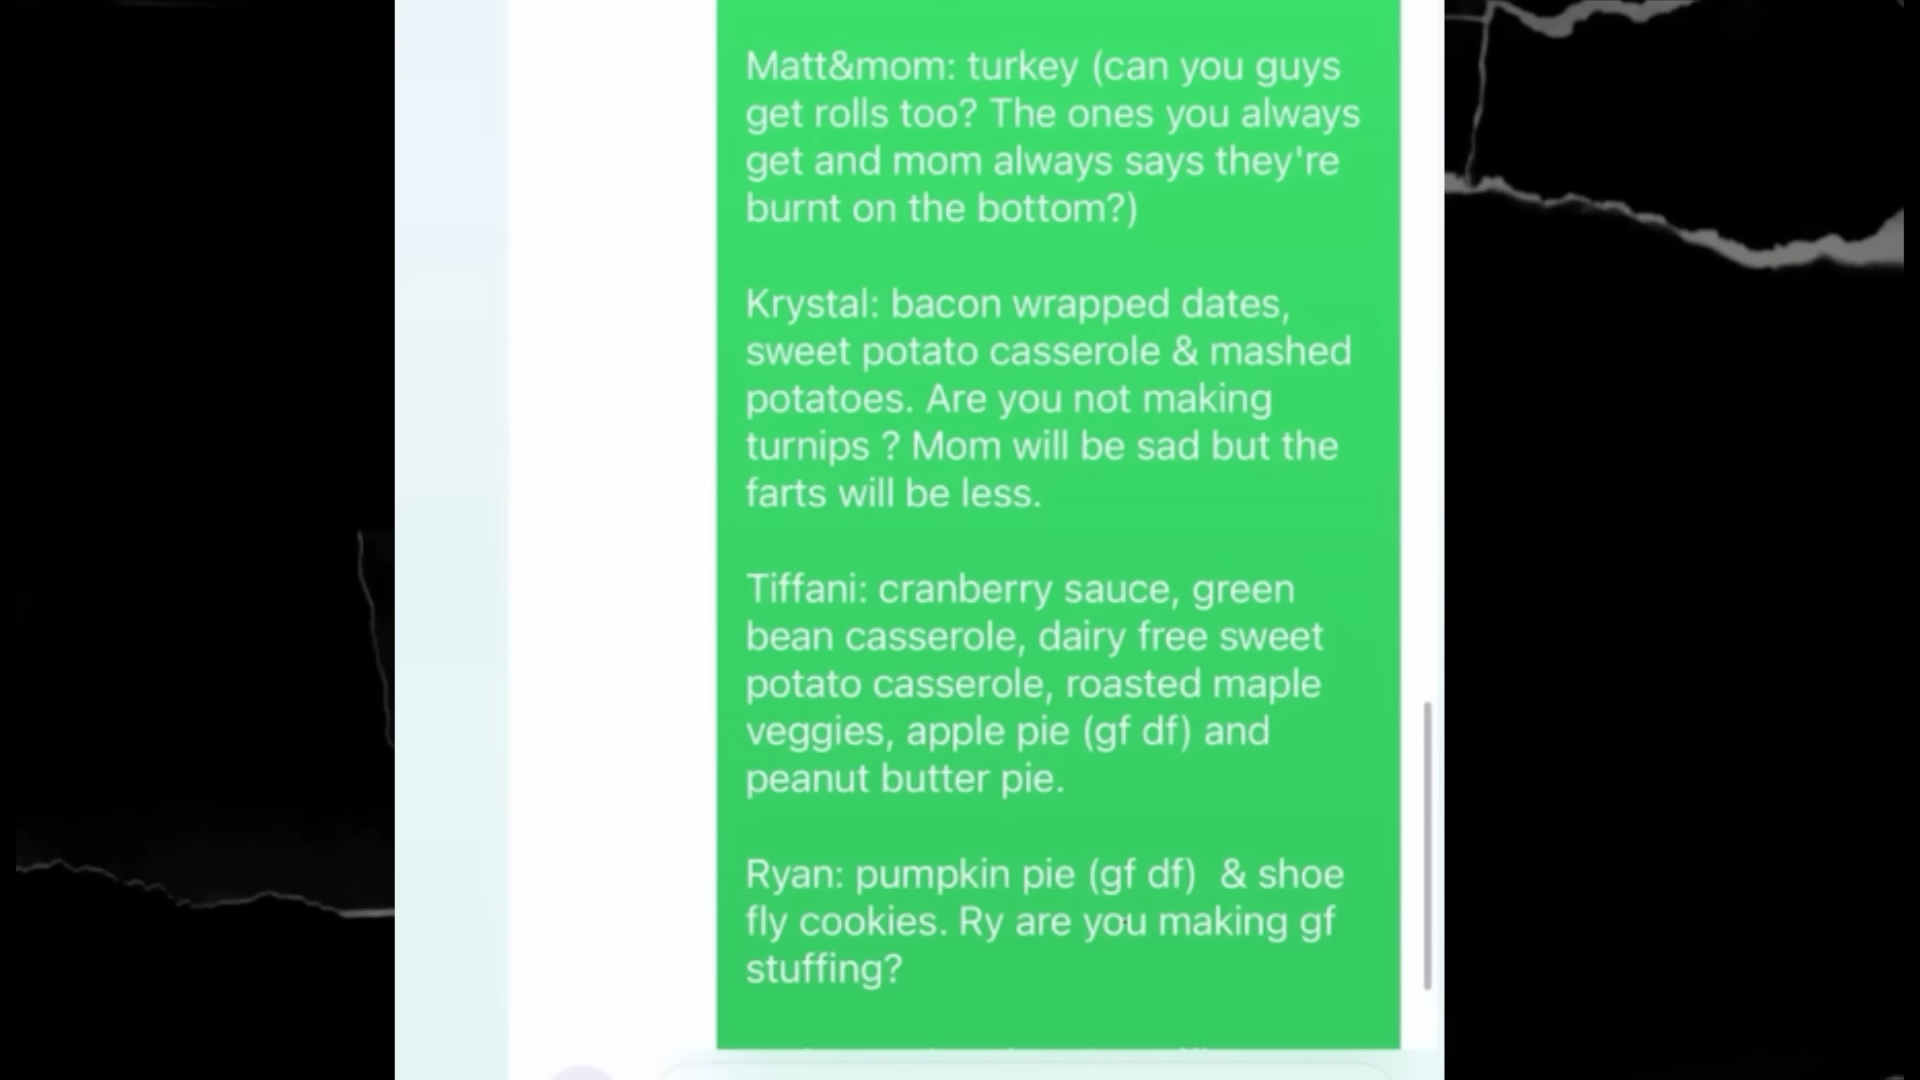 Matt&mom: turkey (can you guys
get rolls too? The ones you always
get and mom always says they're
burnt on the bottom?)
Krystal: bacon wrapped dates,
sweet potato casserole & mashed
potatoes. Are you not making
turnips ? Mom will be sad but the
farts will be less.
Tiffani: cranberry sauce, green
bean casserole, dairy free sweet
potato casserole, roasted maple
veggies, apple pie (gf df) and
peanut butter pie.
Ryan: pumpkin pie (gf df)  & shoe
fly cookies. Ry are you making gf
stuffing?